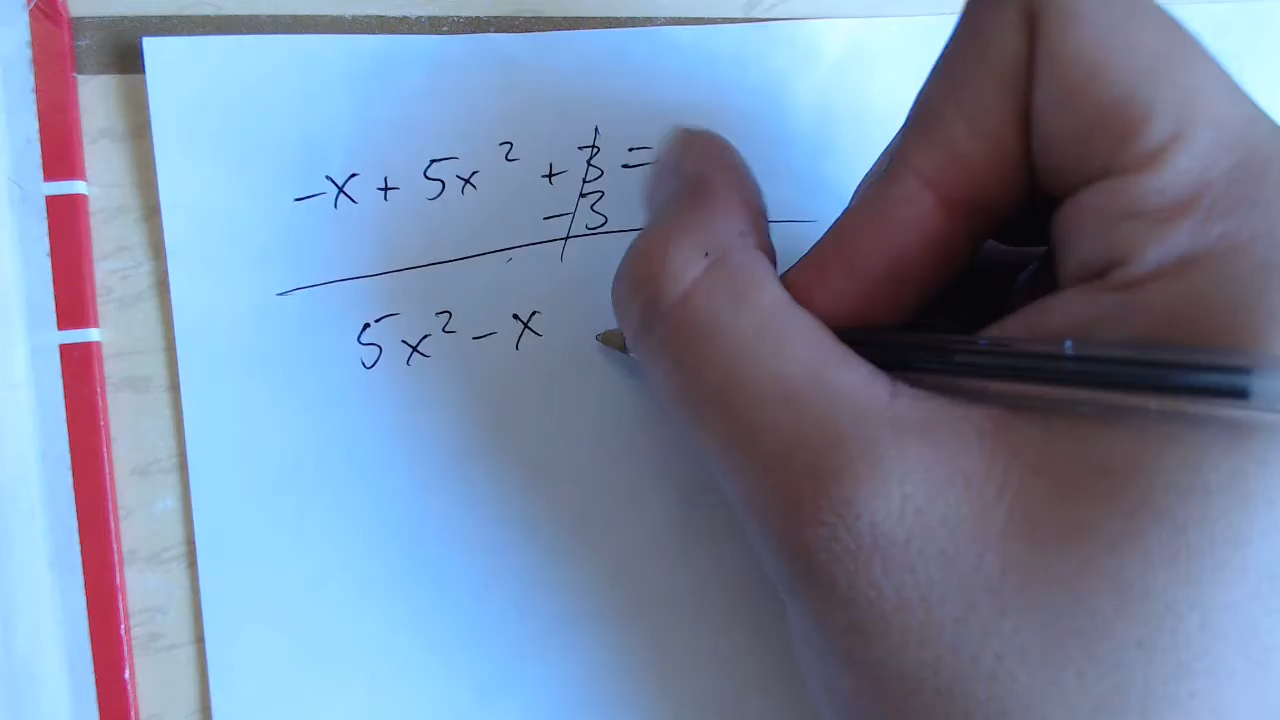 -x + 5x² + 3 =
- 3
5x² - x